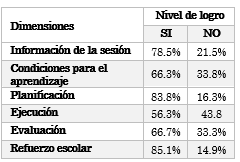 Dimensiones Nivel de logro
SI NO
Información de la sesión 78.5% 21.5%
Condiciones para el
aprendizaje 66.3% 33.8%
Planificación 83.8% 16.3%
Ejecución 56.3% 43.8
Evaluación 66.7% 33.3%
Refuerzo escolar 85.1% 14.9%